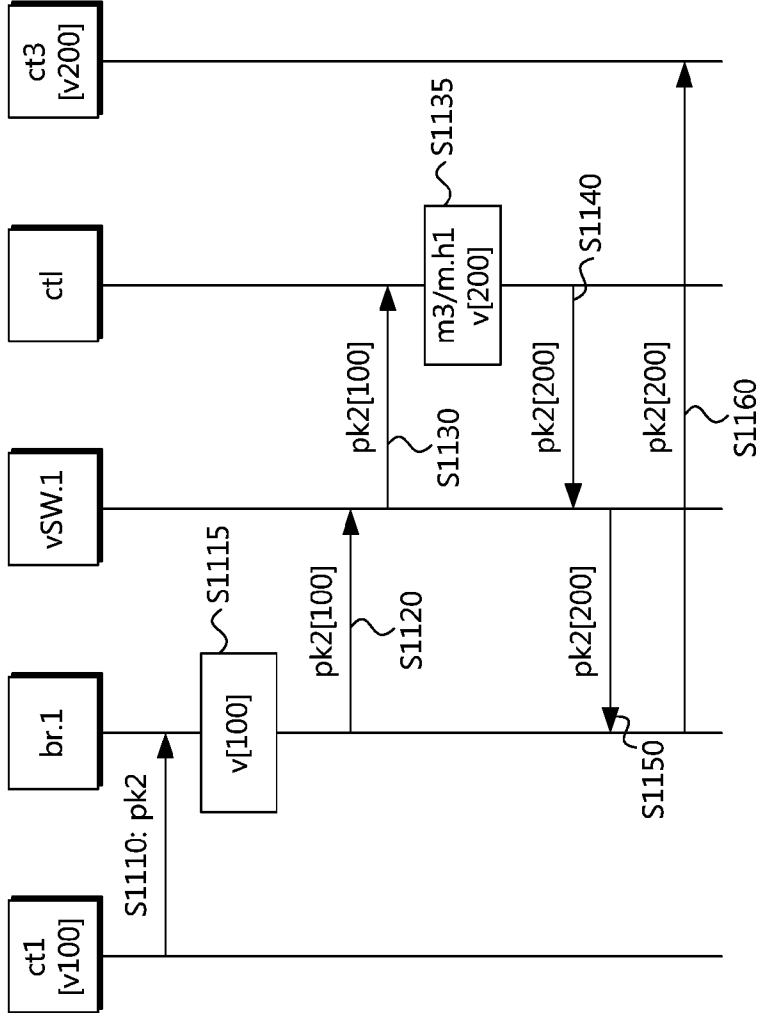 ct1
[v100]
br.1
vSW.1
ctl
ct3
[v200]
S1110: pk2
v[100]
S1115
pk2[100]
S1120
pk2[100]
S1130
m3/m.h1
v[200]
S1135
pk2[200]
S1140
pk2[200]
S1150
pk2[200]
S1160